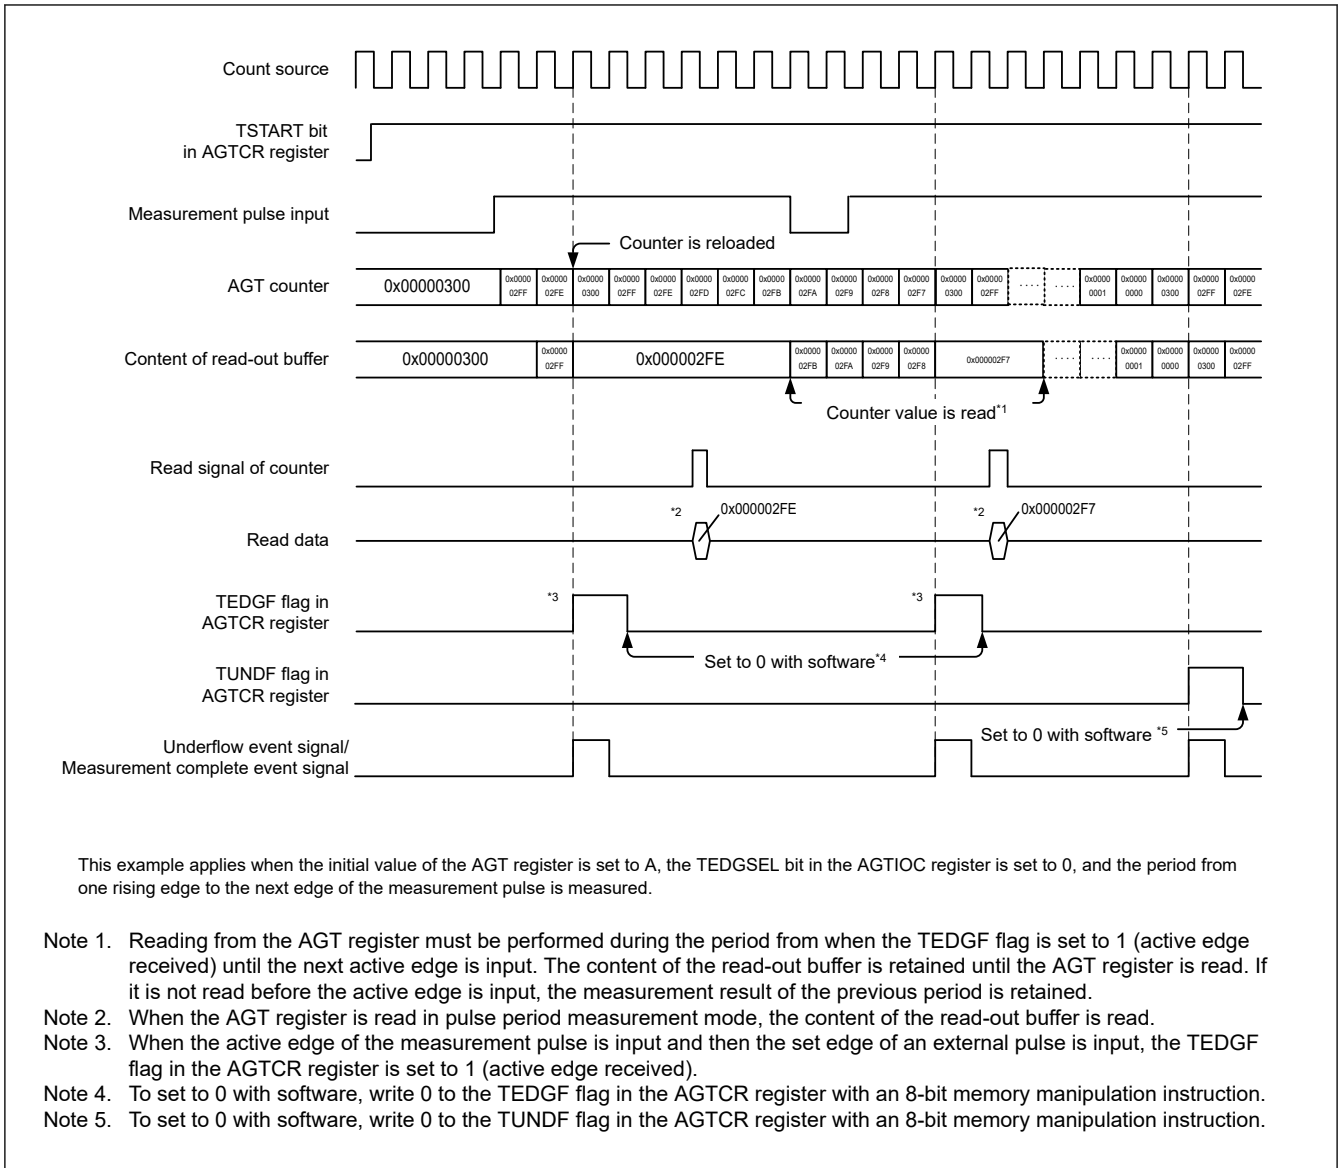 Count source
TSTART bit
in AGTCR register
Measurement pulse input
Counter is reloaded
AGT counter
0x00000300 0x0000 02FF 0x0000 02FE 0x0000 0300 0x0000 02FF 0x0000 02FE 0x0000 02FD 0x0000 02FC 0x0000 02FB 0x0000 02FA 0x0000 02F9 0x0000 02F8 0x0000 02F7 0x0000 0300 0x0000 02FF .... .... 0x0000 0001 0x0000 0000 0x0000 0300 0x0000 02FF 0x0000 02FE
Content of read-out buffer
0x00000300 0x0000 02FF 0x000002FE 0x0000 02FB 0x0000 02FA 0x0000 02F9 0x0000 02F8 0x000002F7 .... .... 0x0000 0001 0x0000 0000 0x0000 0300 0x0000 02FF
Counter value is read*1
Read signal of counter
*2 0x000002FE *2 0x000002F7
Read data
TEDGF flag in
AGTCR register
*3 *3
Set to 0 with software*4
TUNDF flag in
AGTCR register
Set to 0 with software *5
Underflow event signal/
Measurement complete event signal
This example applies when the initial value of the AGT register is set to A, the TEDGSEL bit in the AGTIOC register is set to 0, and the period from
one rising edge to the next edge of the measurement pulse is measured.
Note 1. Reading from the AGT register must be performed during the period from when the TEDGF flag is set to 1 (active edge
received) until the next active edge is input. The content of the read-out buffer is retained until the AGT register is read. If
it is not read before the active edge is input, the measurement result of the previous period is retained.
Note 2. When the AGT register is read in pulse period measurement mode, the content of the read-out buffer is read.
Note 3. When the active edge of the measurement pulse is input and then the set edge of an external pulse is input, the TEDGF
flag in the AGTCR register is set to 1 (active edge received).
Note 4. To set to 0 with software, write 0 to the TEDGF flag in the AGTCR register with an 8-bit memory manipulation instruction.
Note 5. To set to 0 with software, write 0 to the TUNDF flag in the AGTCR register with an 8-bit memory manipulation instruction.